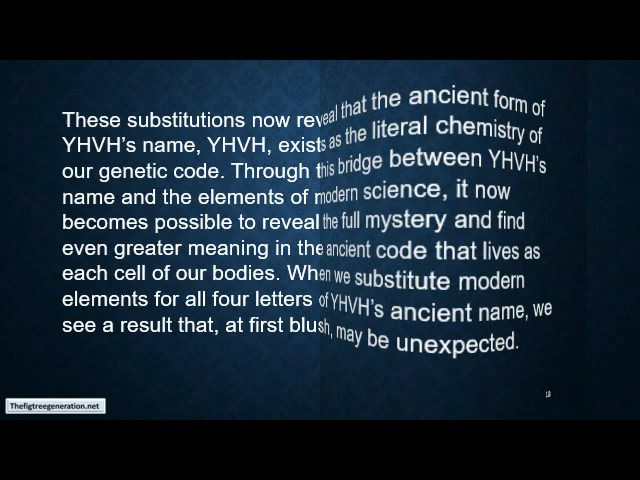 These substitutions now reveal that the ancient form of
YHVH's name, YHVH, exists as the literal chemistry of
our genetic code. Through this bridge between YHVH's
name and the elements of modern science, it now
becomes possible to reveal the full mystery and find
even greater meaning in the ancient code that lives as
each cell of our bodies. When we substitute modern
elements for all four letters of YHVH's ancient name, we
see a result that, at first blush, may be unexpected.
18
Thefigtreegeneration.net